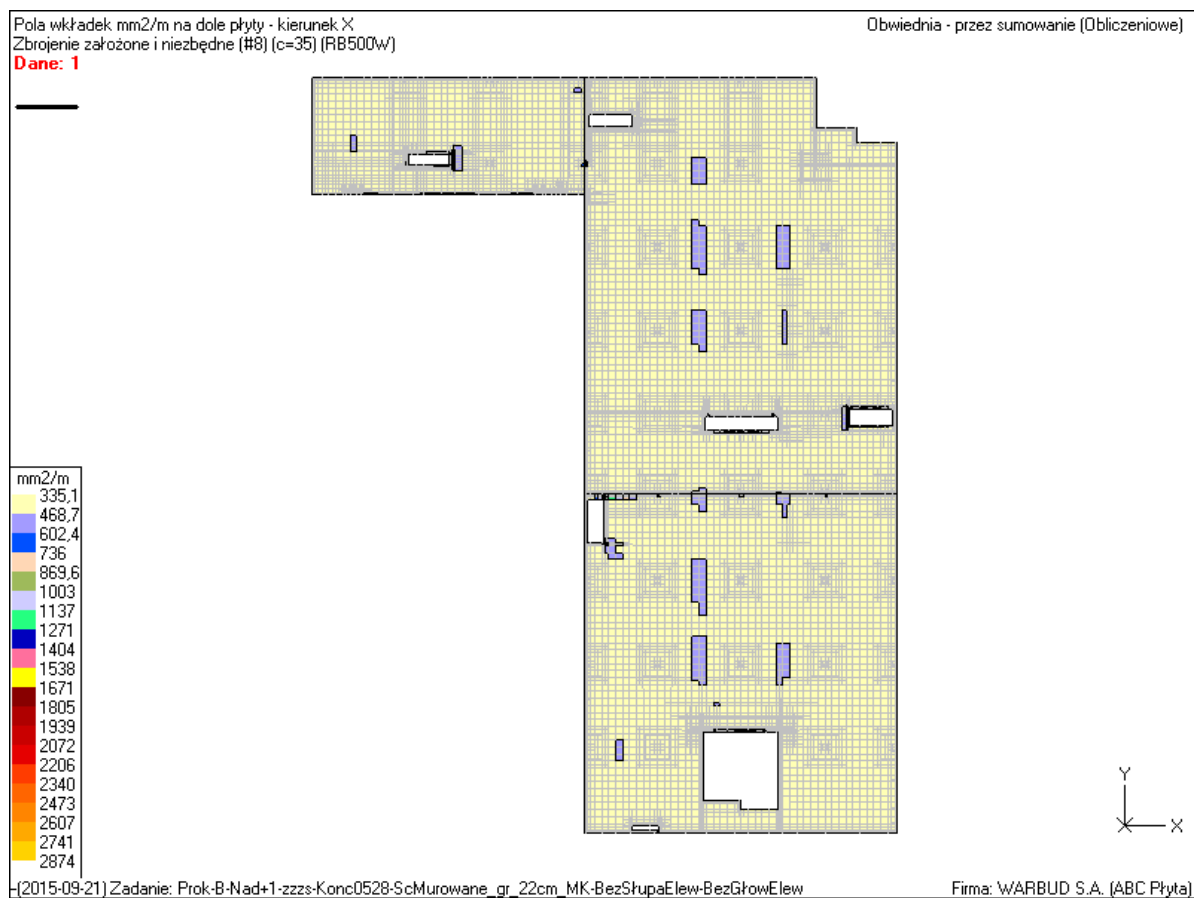 Pola wkładek mm2/m na dole płyty - kierunek X
Obwiednia - przez sumowanie (Obliczeniowe)
Zbrojenie założone i niezbędne (#8) (c=35) (RB500W)
Dane: 1
mm2/m
335,1
468,7
602,4
736
869,6
1003
1137
1271
1404
1538
1671
1805
1939
2072
2206
2340
2473
2607
2741
2874
Y
X
-(2015-09-21) Zadanie: Prok-B-Nad+1-zzzs-Konc0528-ScMurowane_gr_22cm_MK-BezSłupaElew-BezGłowElew
Firma: WARBUD S.A. (ABC Płyta)